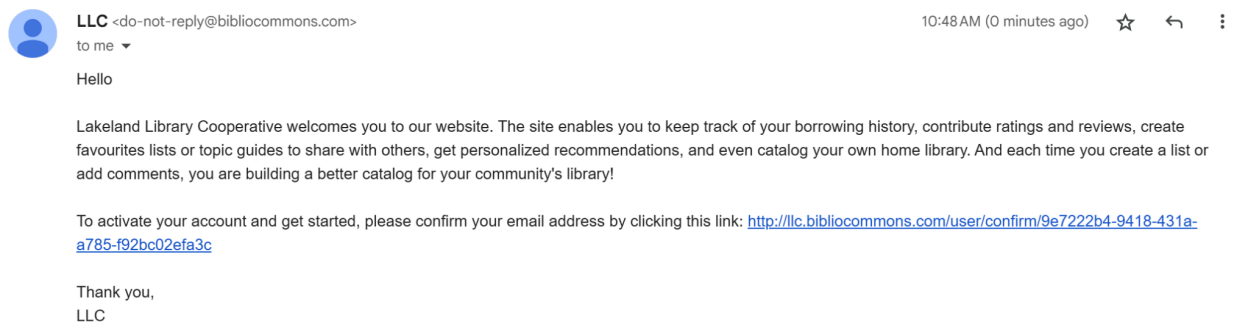 LLC <do-not-reply@bibliocommons.com> 10:48 AM (0 minutes ago)
to me
Hello
Lakeland Library Cooperative welcomes you to our website. The site enables you to keep track of your borrowing history, contribute ratings and reviews, create
favourites lists or topic guides to share with others, get personalized recommendations, and even catalog your own home library. And each time you create a list or
add comments, you are building a better catalog for your community's library!
To activate your account and get started, please confirm your email address by clicking this link: http://llc.bibliocommons.com/user/confirm/9e7222b4-9418-431a-
a785-f92bc02efa3c
Thank you,
LLC